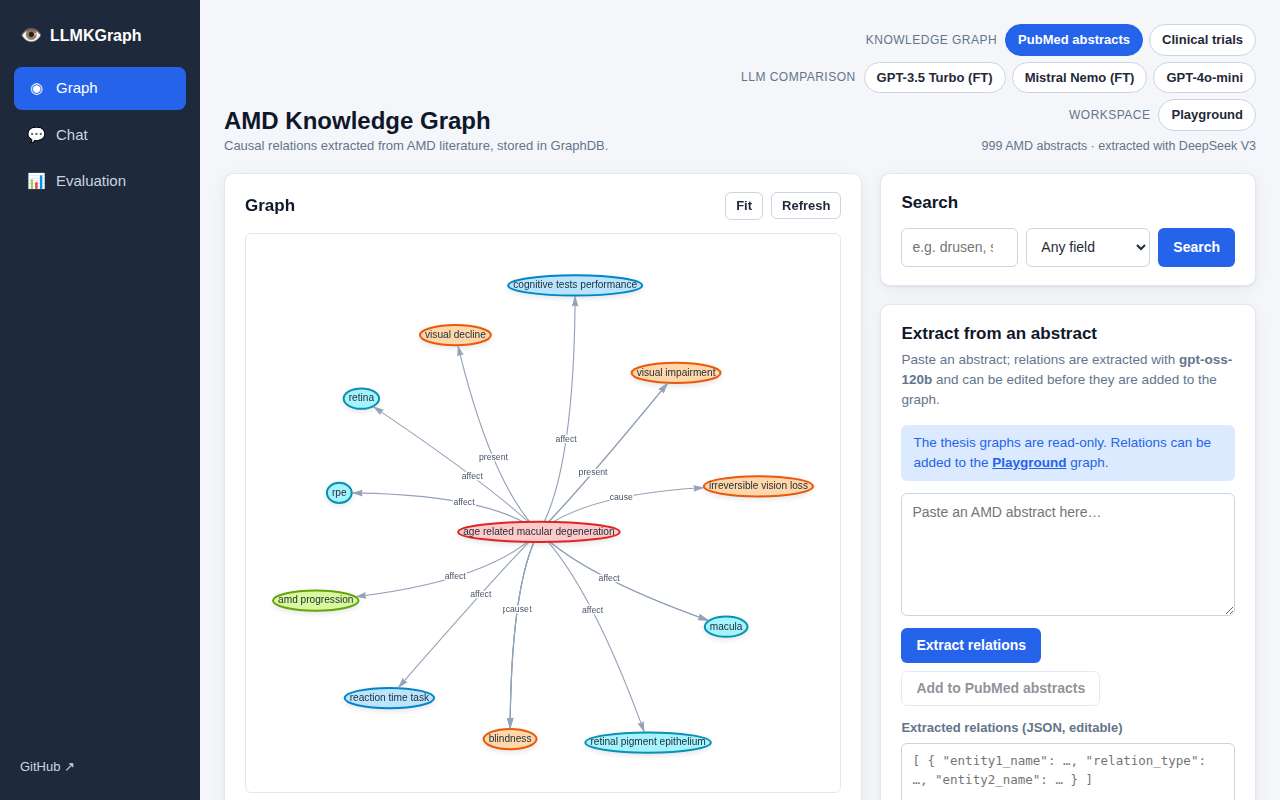 LLMKGraph
Graph
Chat
Evaluation
GitHub ↗
KNOWLEDGE GRAPH PubMed abstracts Clinical trials
LLM COMPARISON GPT-3.5 Turbo (FT) Mistral Nemo (FT) GPT-4o-mini
WORKSPACE Playground
999 AMD abstracts · extracted with DeepSeek V3
AMD Knowledge Graph
Causal relations extracted from AMD literature, stored in GraphDB.
Graph
Fit Refresh
cognitive tests performance
visual decline
visual impairment
retina
affect
present
present
affect
irreversible vision loss
rpe
cause
affect
age related macular degeneration
affect
affect
affect
amd progression
affect
macula
reaction time task
blindness
retinal pigment epithelium
Search
e.g. drusen, Any field Search
Extract from an abstract
Paste an abstract; relations are extracted with gpt-oss-
120b and can be edited before they are added to the
graph.
The thesis graphs are read-only. Relations can be
added to the Playground graph.
Paste an AMD abstract here…
Extract relations
Add to PubMed abstracts
Extracted relations (JSON, editable)
[ { "entity1_name": …, "relation_type":
…, "entity2_name": … } ]